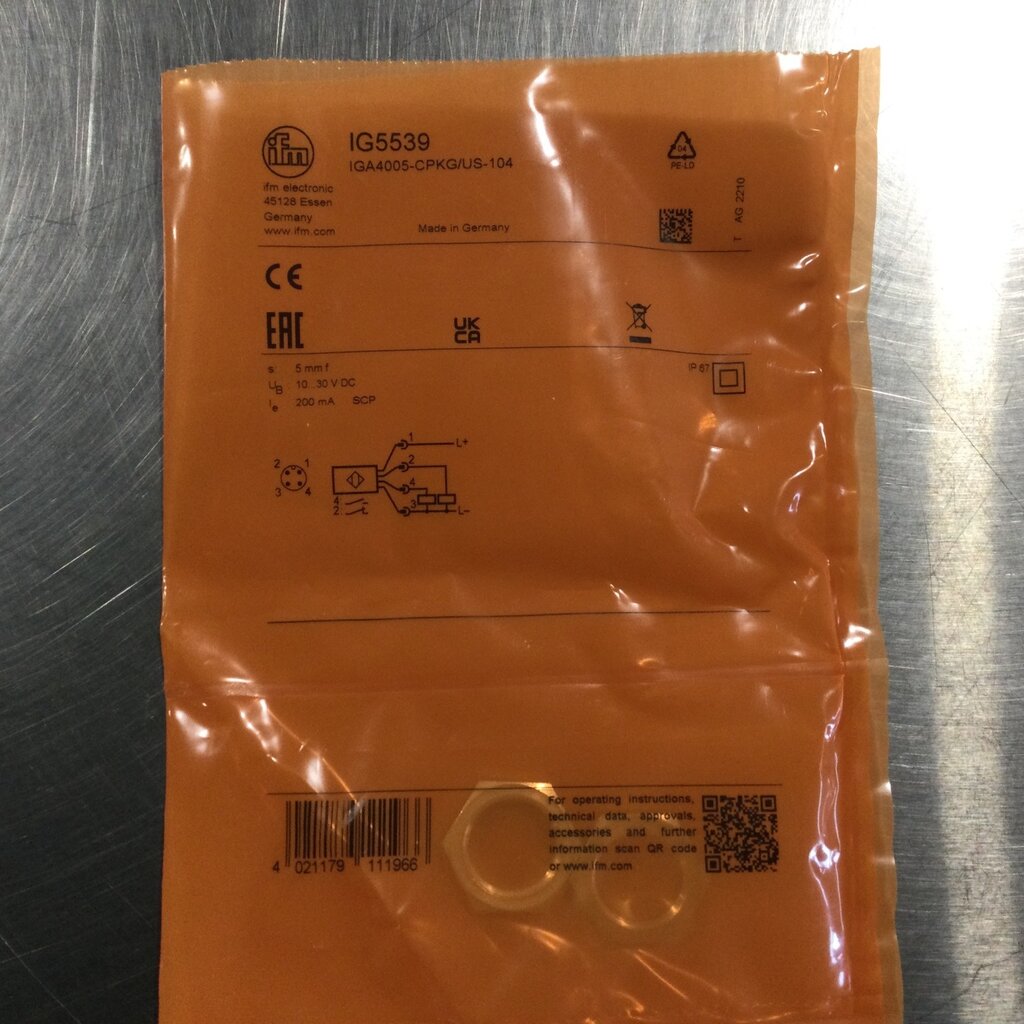 ifm
IG5539
IGA4005-CPKG/US-104
04
PE-LD
ifm electronic
45128 Essen
Germany
www.ifm.com
Made in Germany
T AG 2210
CE
EAC
UK
CA
s: 5 mm f
UB 10...30 V DC
Ie 200 mA SCP
IP 67
2 1
3 4
1 L+
2
4
3 L–
4:
2:
For operating instructions,
technical data, approvals,
accessories and further
information scan QR code
or www.ifm.com
4 021179 111966